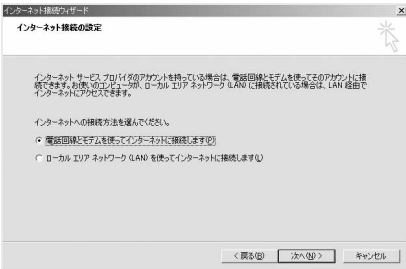 インターネット接続ウィザード
インターネット接続の設定
インターネット サービス プロバイダのアカウントを持っている場合は、電話回線とモデムを使ってそのアカウントに接
続できます。お使いのコンピュータが、ローカル エリア ネットワーク (LAN) に接続されている場合は、LAN 経由で
インターネットにアクセスできます。
インターネットへの接続方法を選んでください。
電話回線とモデムを使ってインターネットに接続します(P)
ローカル エリア ネットワーク (LAN) を使ってインターネットに接続します(L)
< 戻る(B) 次へ(N) > キャンセル